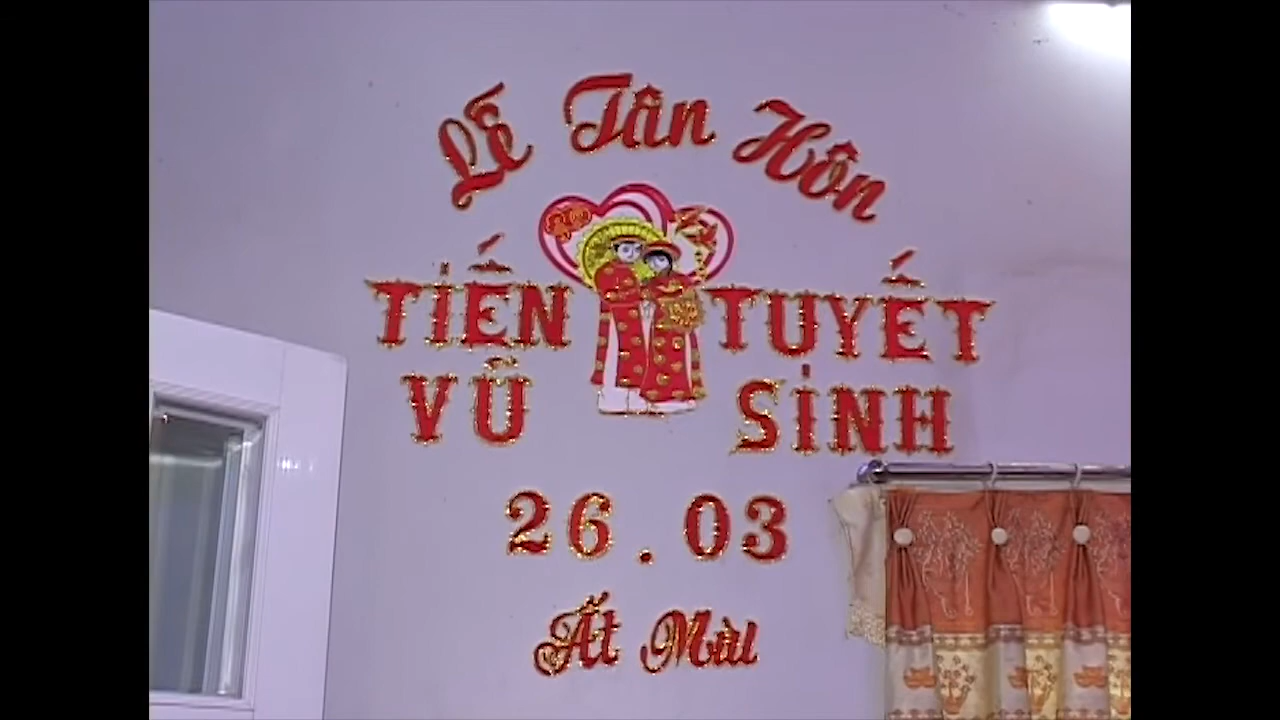 Lễ Tân Hôn
TIẾN TUYẾT
VŨ SINH
26.03
Ất Mùi